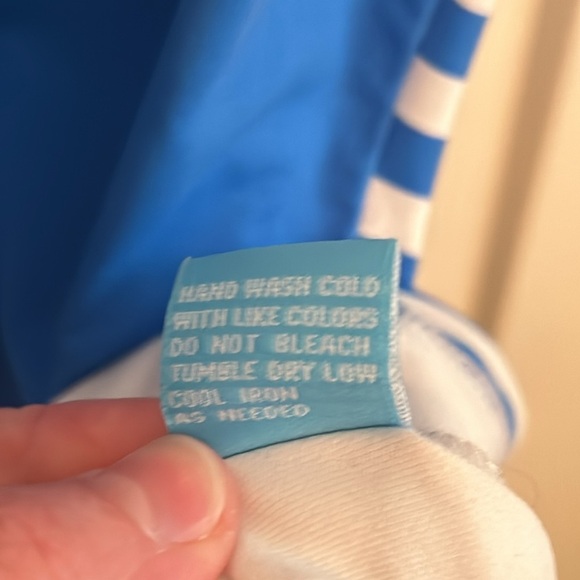 HAND WASH COLD
WITH LIKE COLORS
DO NOT BLEACH
TUMBLE DRY LOW
COOL IRON
AS NEEDED